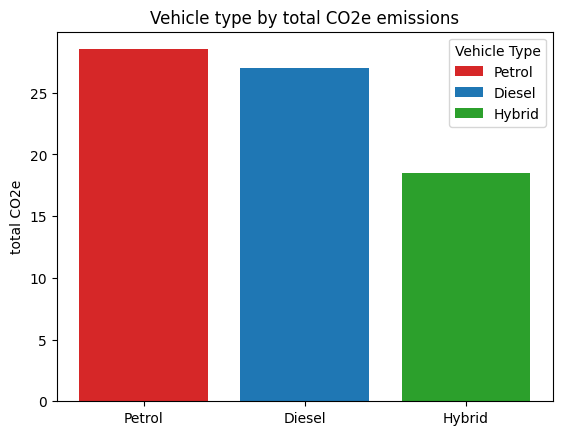 Vehicle type by total CO2e emissions
Vehicle Type
Petrol
Diesel
Hybrid
total CO2e
25
20
15
10
5
0
Petrol
Diesel
Hybrid